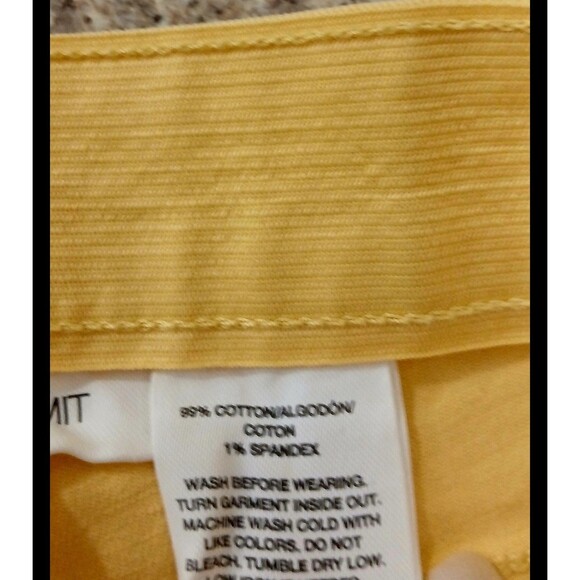 MIT
99% COTTON/ALGODÓN/
COTON
1% SPANDEX
WASH BEFORE WEARING.
TURN GARMENT INSIDE OUT.
MACHINE WASH COLD WITH
LIKE COLORS. DO NOT
BLEACH. TUMBLE DRY LOW.